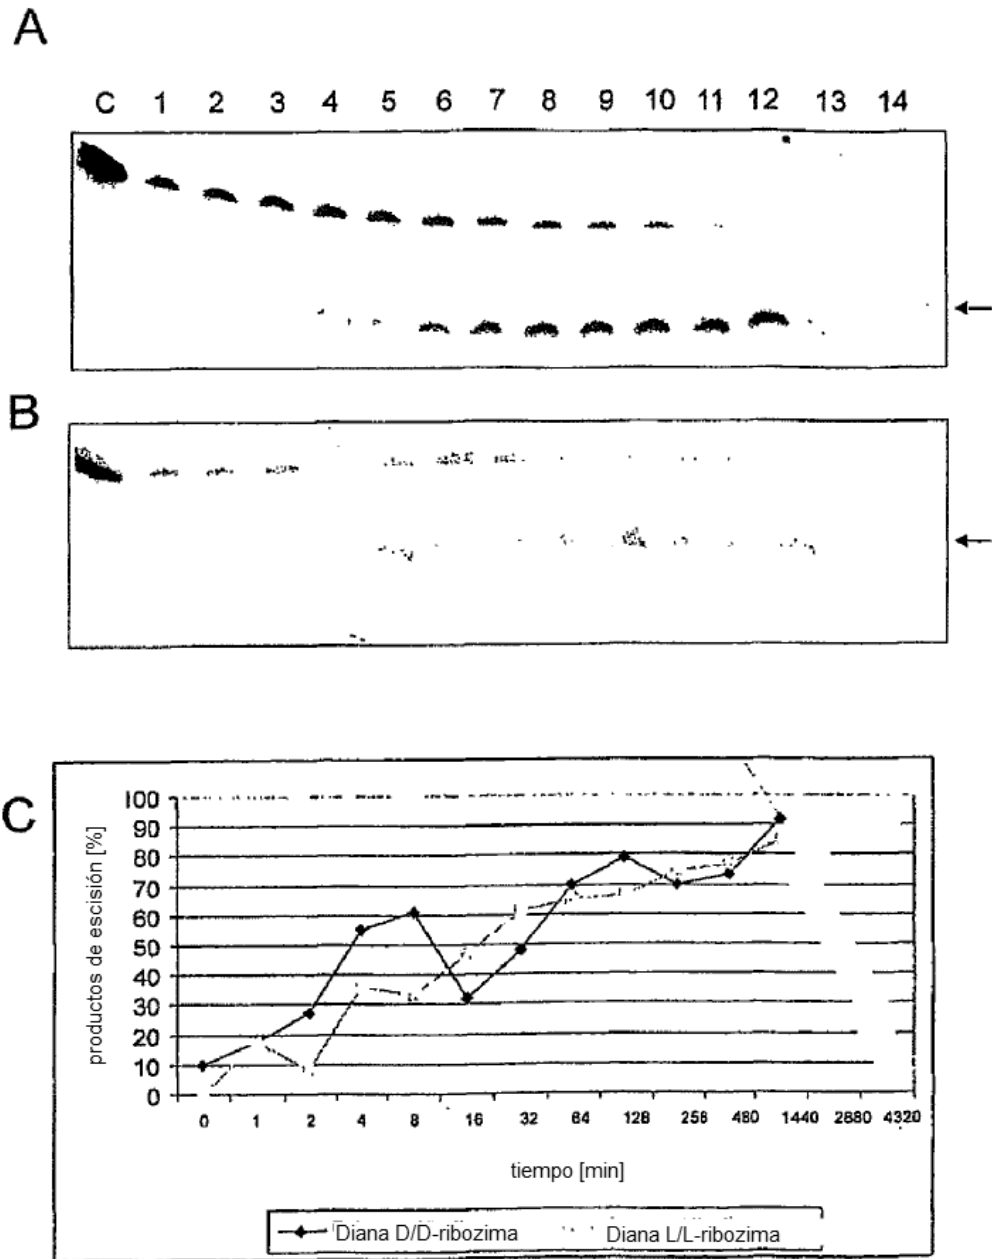 A
C 1 2 3 4 5 6 7 8 9 10 11 12 13 14
B
C
productos de escisión [%]
100
90
80
70
60
50
40
30
20
10
0
0 1 2 4 8 16 32 64 128 256 480 1440 2880 4320
tiempo [min]
Diana D/D-ribozima Diana L/L-ribozima